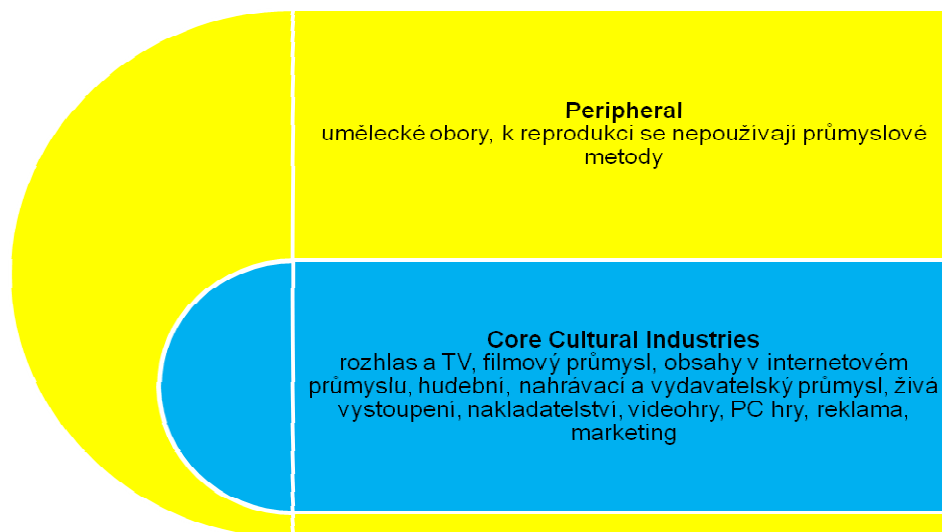 Peripheral
umělecké obory, k reprodukci se nepoužívají průmyslové
metody
Core Cultural Industries
rozhlas a TV, filmový průmysl, obsahy v internetovém
průmyslu, hudební, nahrávací a vydavatelský průmysl, živá
vystoupení, nakladatelství, videohry, PC hry, reklama,
marketing